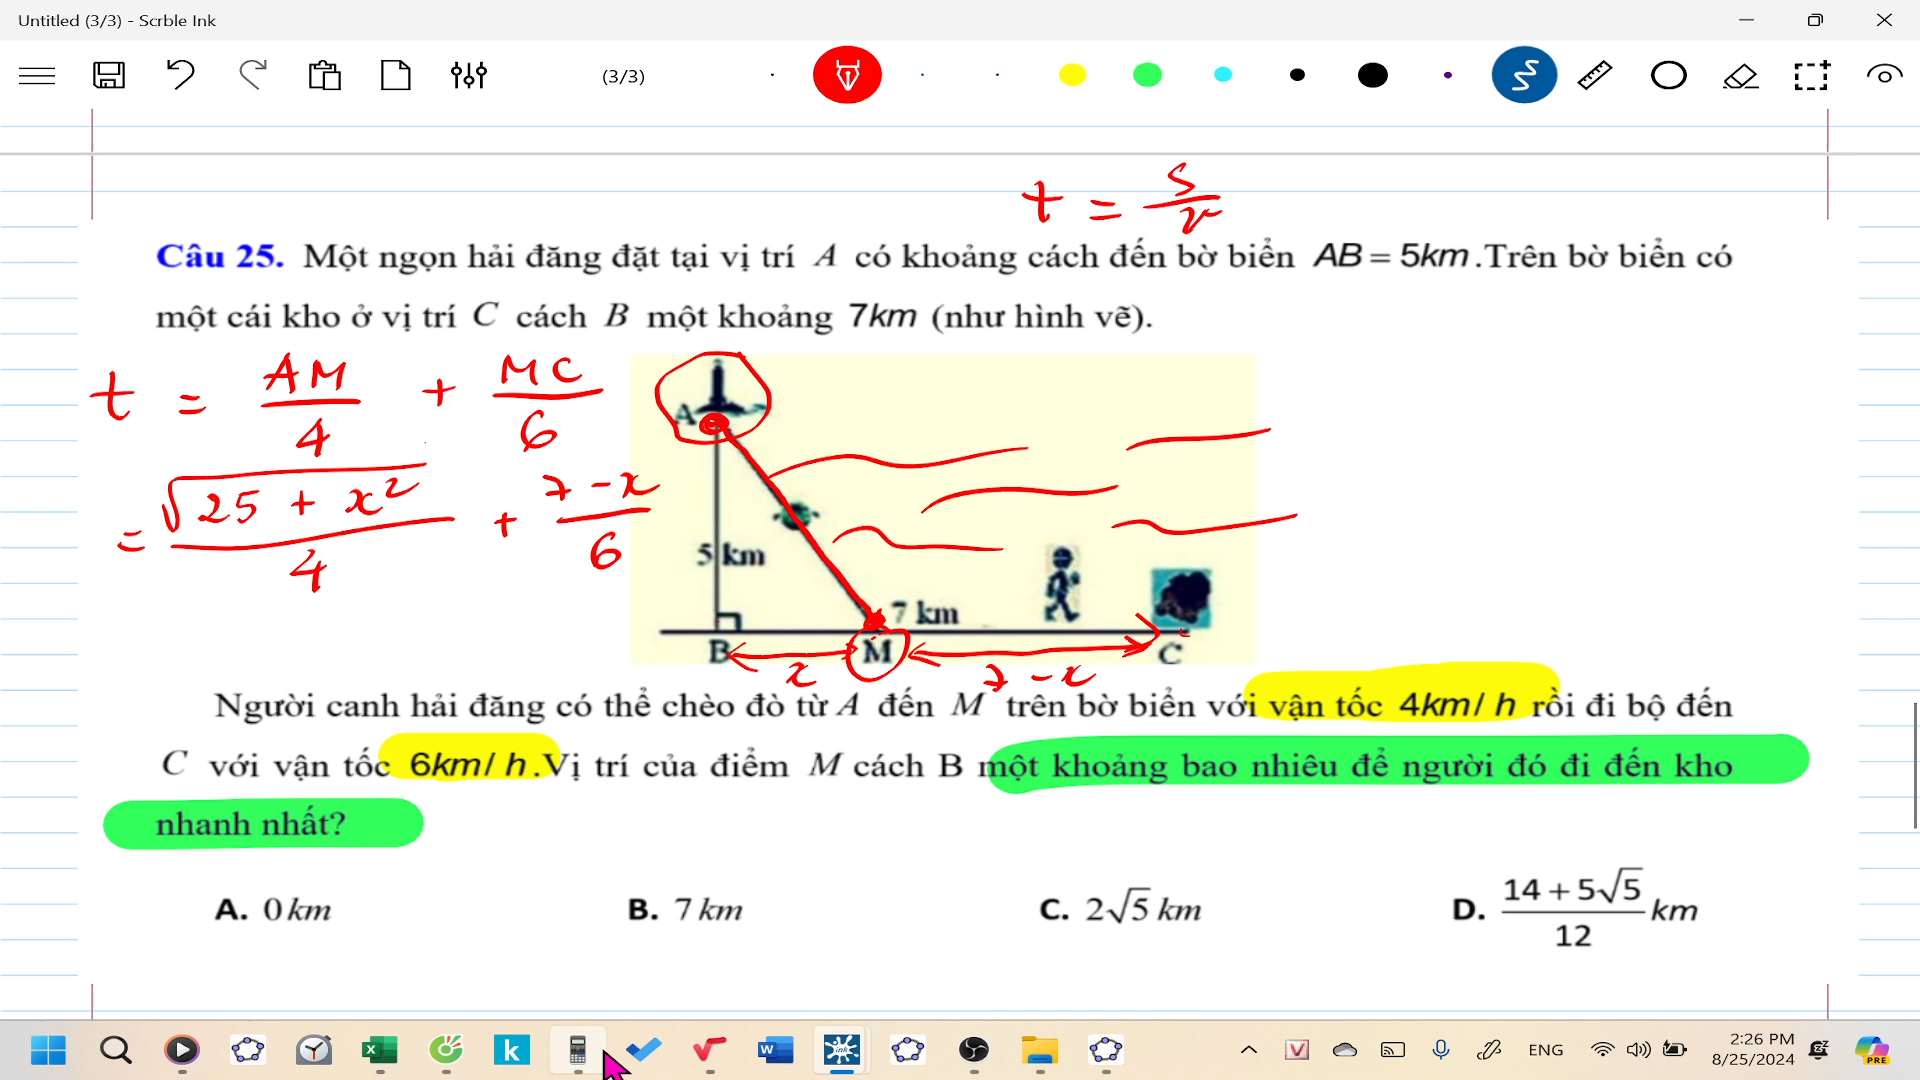 Untitled (3/3) - Scrble Ink
(3/3)
t = s/v
Câu 25. Một ngọn hải đăng đặt tại vị trí A có khoảng cách đến bờ biển AB = 5km.Trên bờ biển có
một cái kho ở vị trí C cách B một khoảng 7km (như hình vẽ).
t = AM/4 + MC/6
= √(25 + x²)/4 + (7-x)/6
A
5 km
7 km
B
M
C
x
7-x
Người canh hải đăng có thể chèo đò từ A đến M trên bờ biển với vận tốc 4km/h rồi đi bộ đến
C với vận tốc 6km/h.Vị trí của điểm M cách B một khoảng bao nhiêu để người đó đi đến kho
nhanh nhất?
A. 0 km B. 7 km C. 2√5 km D. (14+5√5)/12 km
ENG
2:26 PM
8/25/2024
PRE